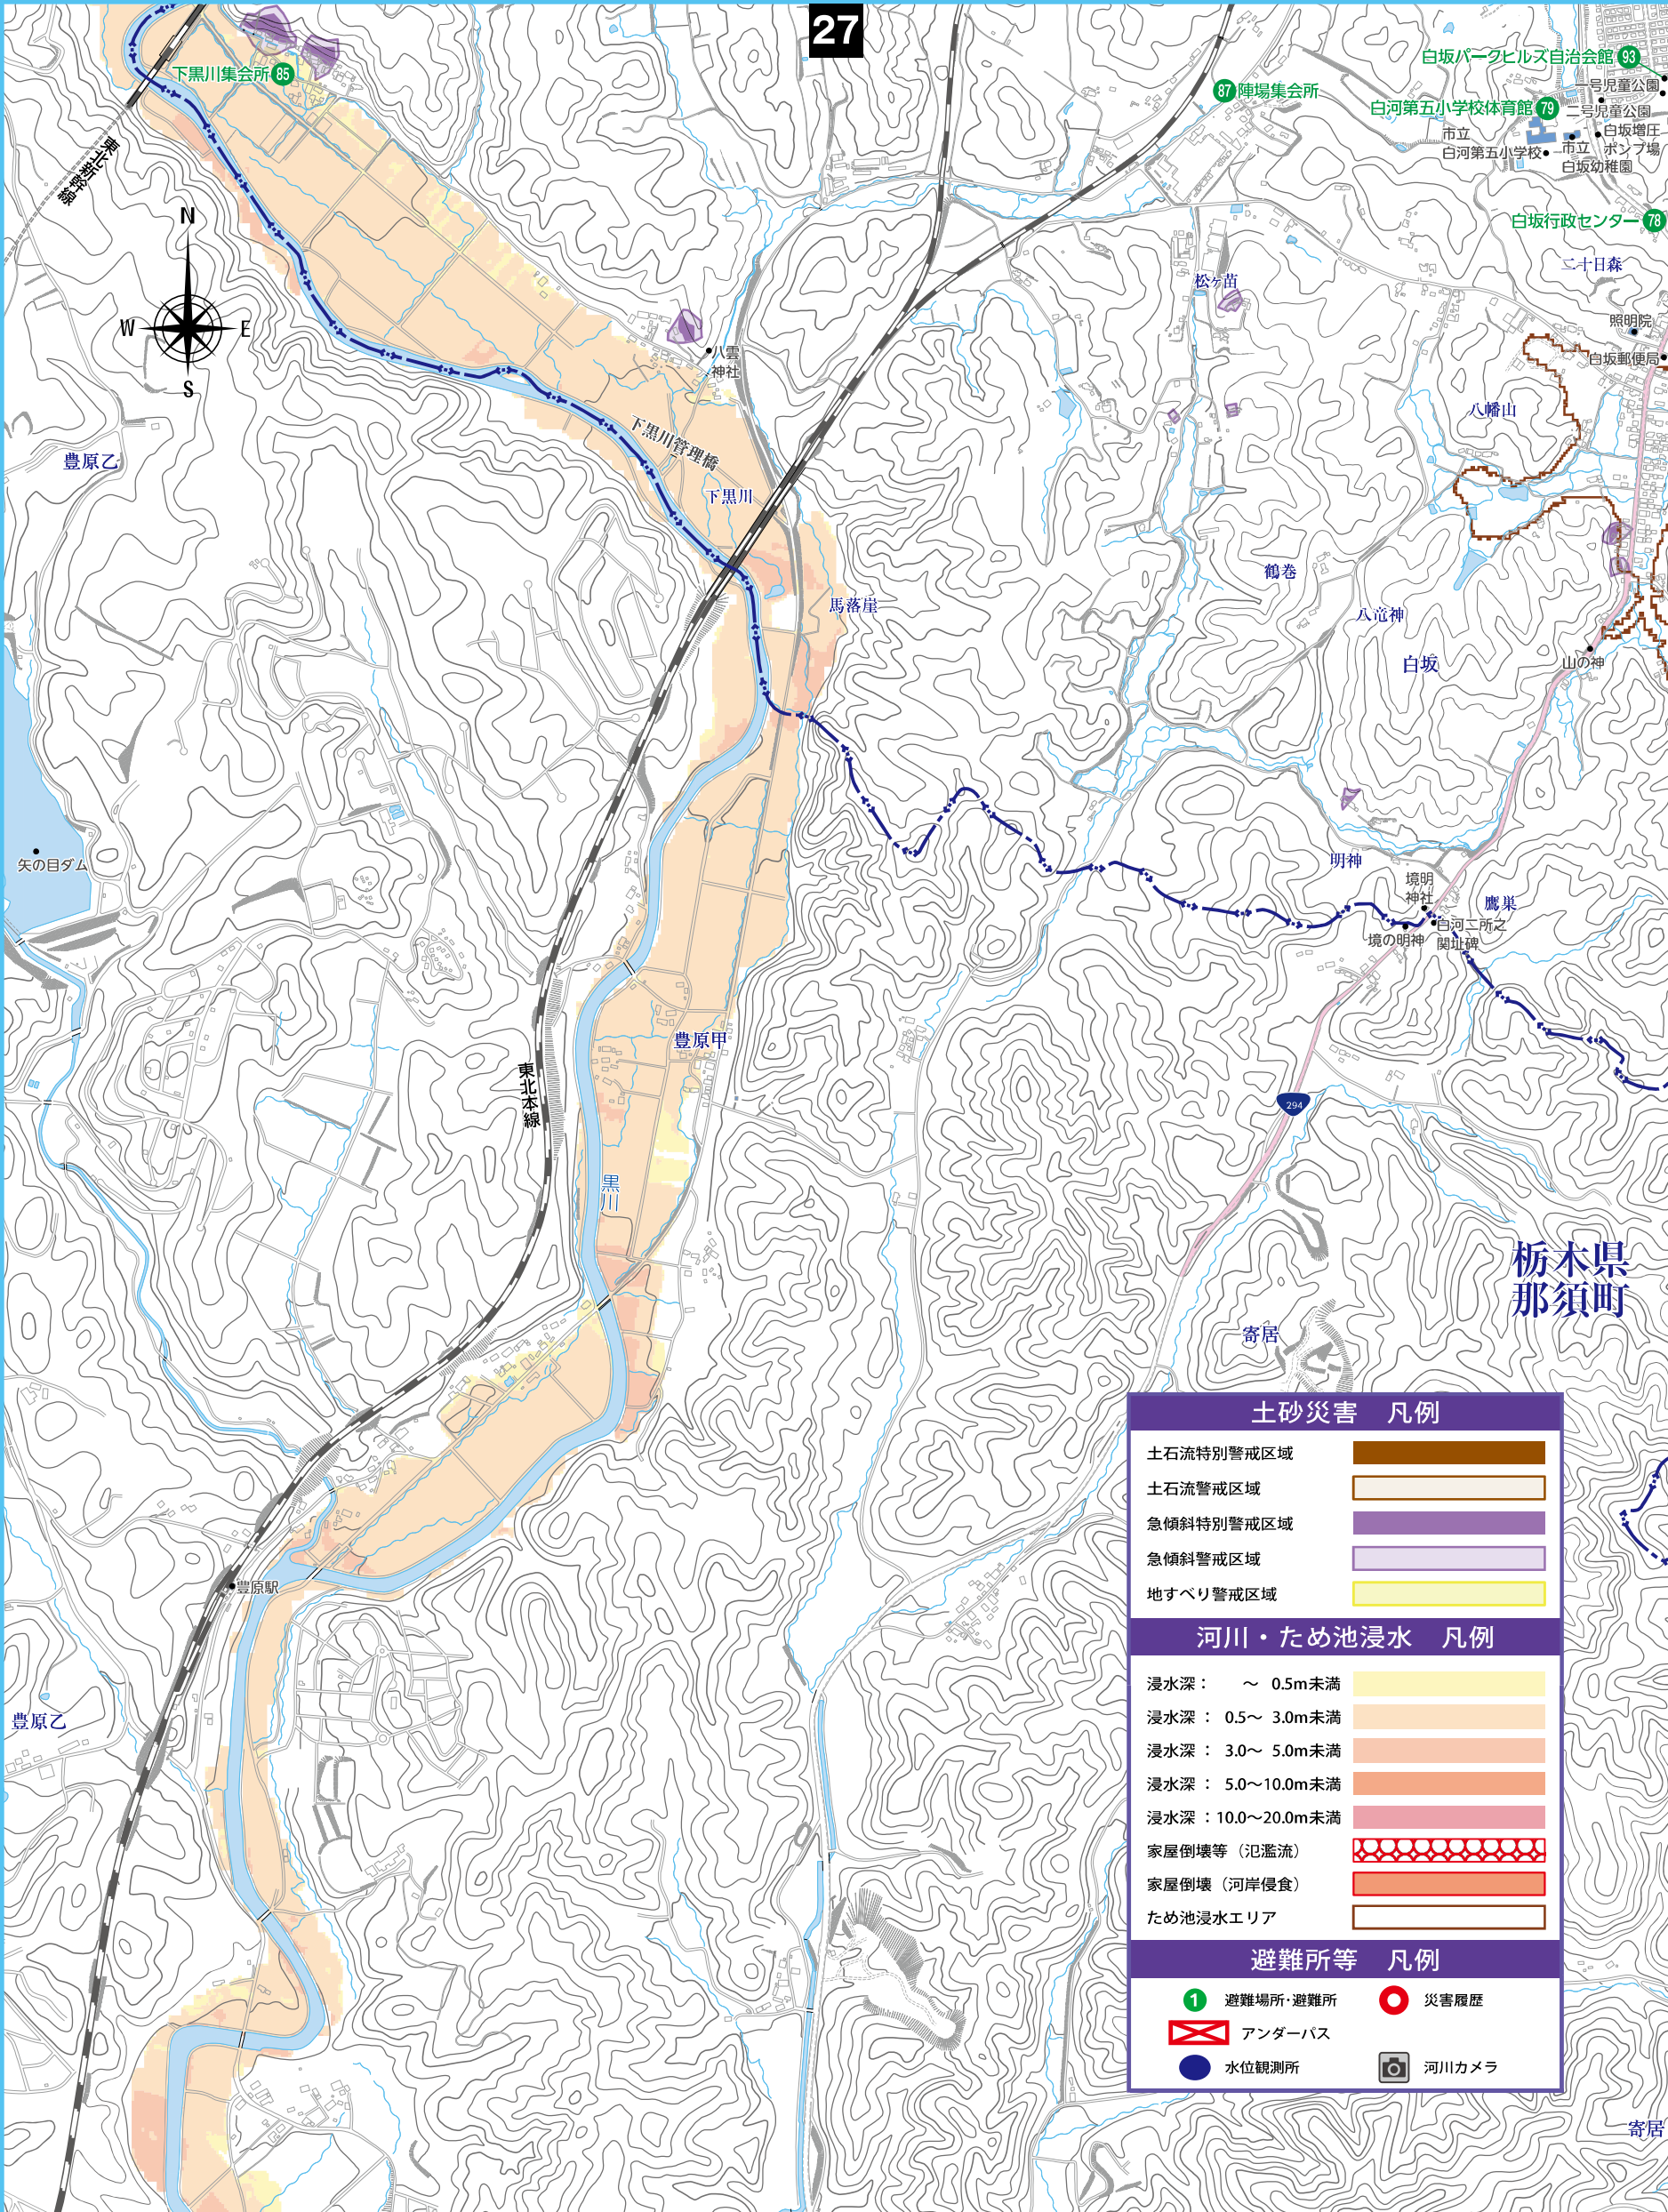 27
下黒川集会所 85
東北新幹線
N
W
E
S
87 陣場集会所
白坂パークヒルズ自治会館 93
一号児童公園
白河第五小学校体育館 79
二号児童公園
市立
白河第五小学校
市立
白坂幼稚園
白坂増圧
ポンプ場
白坂行政センター 78
二十日森
松ヶ苗
照明院
白坂郵便局
八雲
神社
八幡山
下黒川管理橋
豊原乙
下黒川
鶴巻
馬落崖
八竜神
白坂
山の神
矢の目ダム
明神
境明
神社
鷹巣
白河二所之
関址碑
境の明神
豊原甲
東北本線
294
黒川
栃木県
那須町
寄居
豊原駅
豊原乙
土砂災害 凡例
土石流特別警戒区域
土石流警戒区域
急傾斜特別警戒区域
急傾斜警戒区域
地すべり警戒区域
河川・ため池浸水 凡例
浸水深： ～ 0.5m未満
浸水深： 0.5～ 3.0m未満
浸水深： 3.0～ 5.0m未満
浸水深： 5.0～10.0m未満
浸水深：10.0～20.0m未満
家屋倒壊等（氾濫流）
家屋倒壊（河岸侵食）
ため池浸水エリア
避難所等 凡例
1 避難場所・避難所
災害履歴
アンダーパス
水位観測所
河川カメラ
寄居